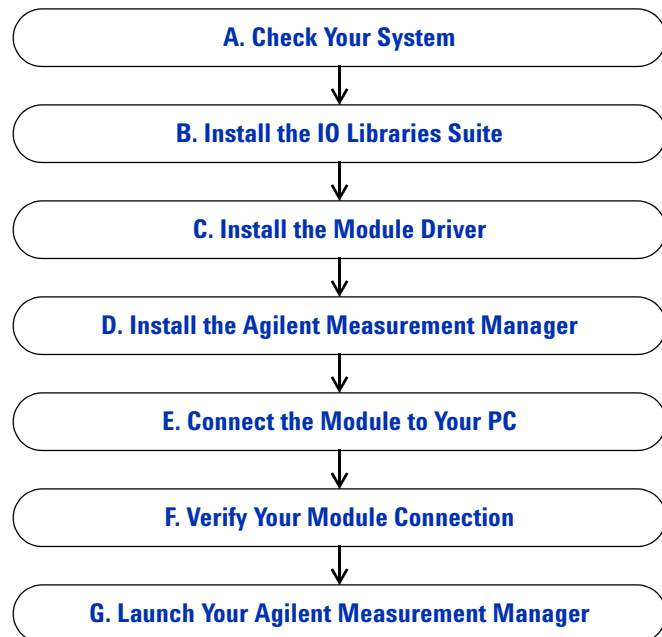 A. Check Your System
B. Install the IO Libraries Suite
C. Install the Module Driver
D. Install the Agilent Measurement Manager
E. Connect the Module to Your PC
F. Verify Your Module Connection
G. Launch Your Agilent Measurement Manager